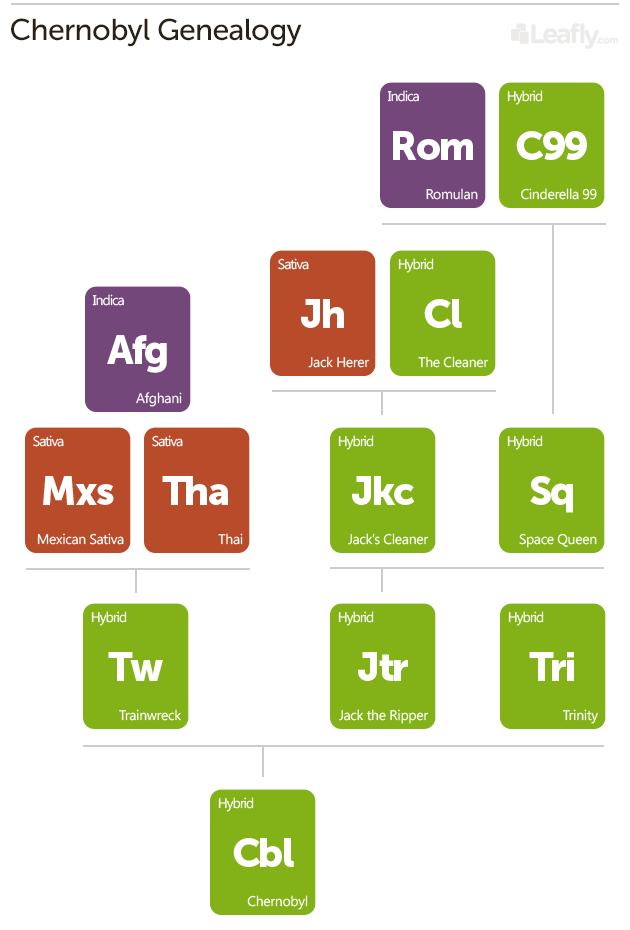 Chernobyl Genealogy
Leafly.com
Indica
Rom
Romulan
Hybrid
C99
Cinderella 99
Sativa
Jh
Jack Herer
Hybrid
Cl
The Cleaner
Indica
Afg
Afghani
Sativa
Mxs
Mexican Sativa
Sativa
Tha
Thai
Hybrid
Jkc
Jack's Cleaner
Hybrid
Sq
Space Queen
Hybrid
Tw
Trainwreck
Hybrid
Jtr
Jack the Ripper
Hybrid
Tri
Trinity
Hybrid
Cbl
Chernobyl